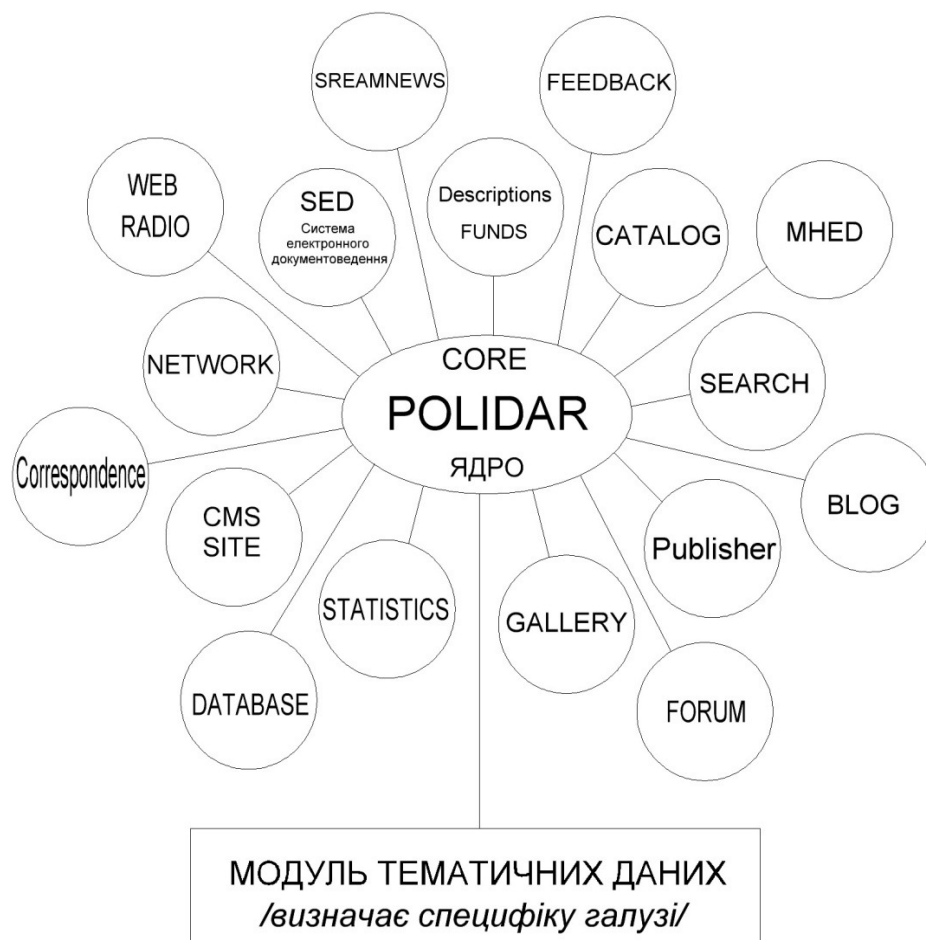 SREAMNEWS
FEEDBACK
WEB
RADIO
SED
Система
електронного
документоведення
Descriptions
FUNDS
CATALOG
MHED
NETWORK
CORE
POLIDAR
ЯДРО
SEARCH
Correspondence
CMS
SITE
STATISTICS
GALLERY
Publisher
BLOG
DATABASE
FORUM
МОДУЛЬ ТЕМАТИЧНИХ ДАНИХ
/визначає специфіку галузі/